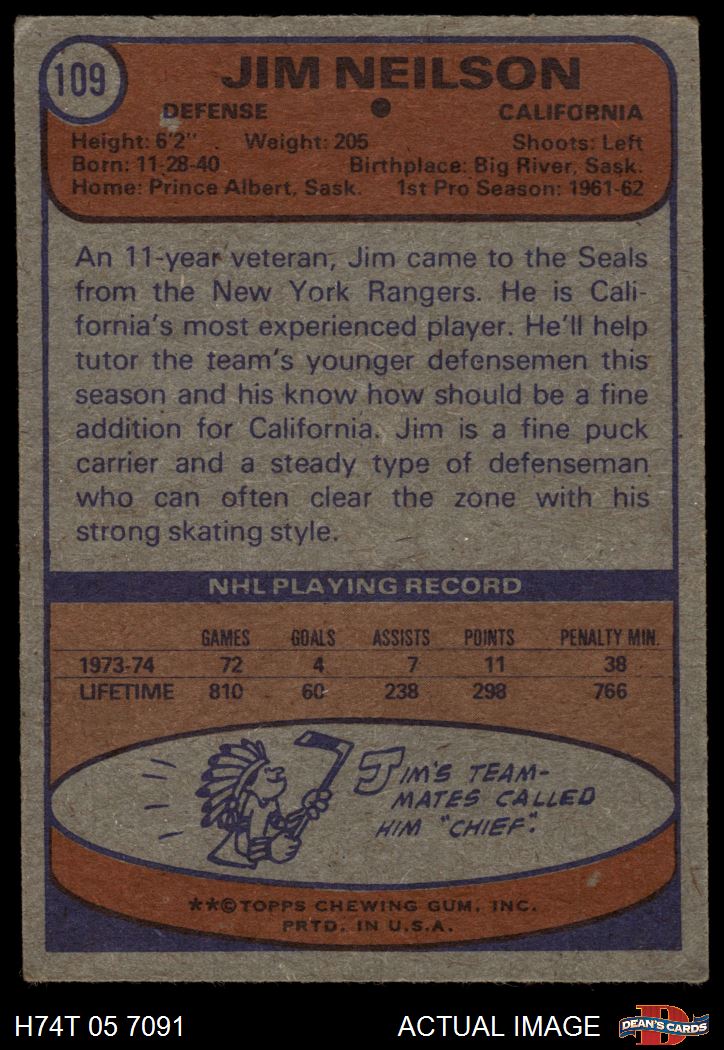 109
JIM NEILSON
DEFENSE ● CALIFORNIA
Height: 6'2" . Weight: 205 Shoots: Left
Born: 11-28-40 Birthplace: Big River, Sask.
Home: Prince Albert, Sask. 1st Pro Season: 1961-62
An 11-year veteran, Jim came to the Seals
from the New York Rangers. He is Cali-
fornia's most experienced player. He'll help
tutor the team's younger defensemen this
season and his know how should be a fine
addition for California. Jim is a fine puck
carrier and a steady type of defenseman
who can often clear the zone with his
strong skating style.
NHL PLAYING RECORD
GAMES GOALS ASSISTS POINTS PENALTY MIN.
1973-74 72 4 7 11 38
LIFETIME 810 60 238 298 766
JIM'S TEAM-
MATES CALLED
HIM "CHIEF".
**©TOPPS CHEWING GUM, INC.
PRTD. IN U.S.A.
H74T 05 7091 ACTUAL IMAGE
D
DEAN'S CARDS